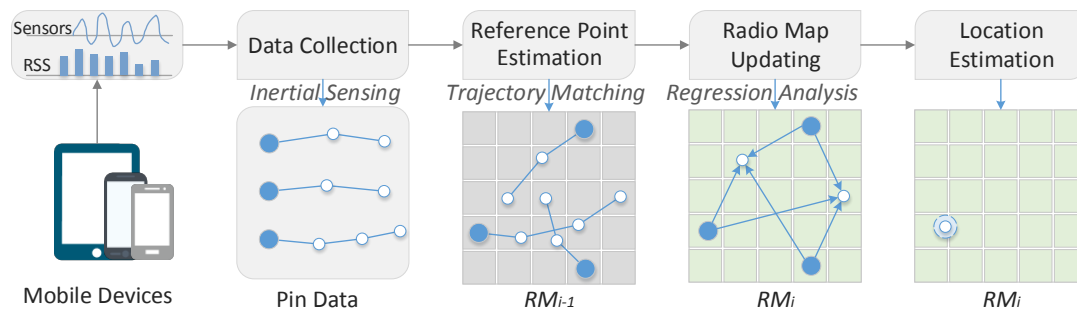 Sensors
RSS
Data Collection
Reference Point
Estimation
Radio Map
Updating
Location
Estimation
Inertial Sensing
Trajectory Matching
Regression Analysis
Mobile Devices
Pin Data
RMi-1
RMi
RMi